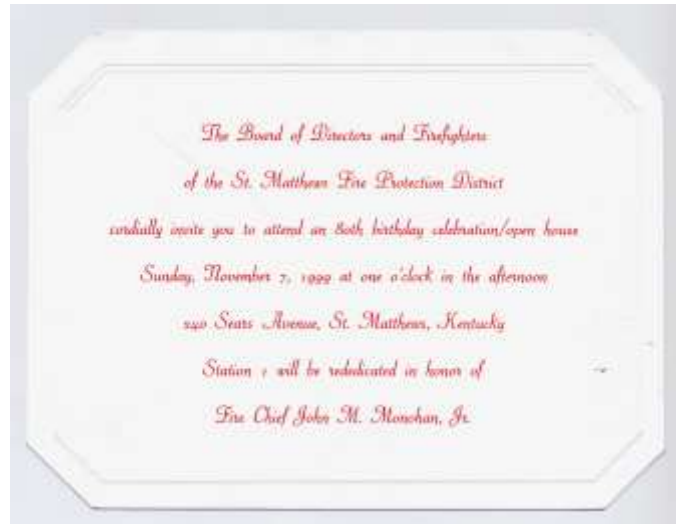 The Board of Directors and Firefighters
of the St. Matthews Fire Protection District
cordially invite you to attend an 80th birthday celebration/open house
Sunday, November 7, 1999 at one o'clock in the afternoon
240 Sears Avenue, St. Matthews, Kentucky
Station 1 will be rededicated in honor of
Fire Chief John M. Monohan, Jr.